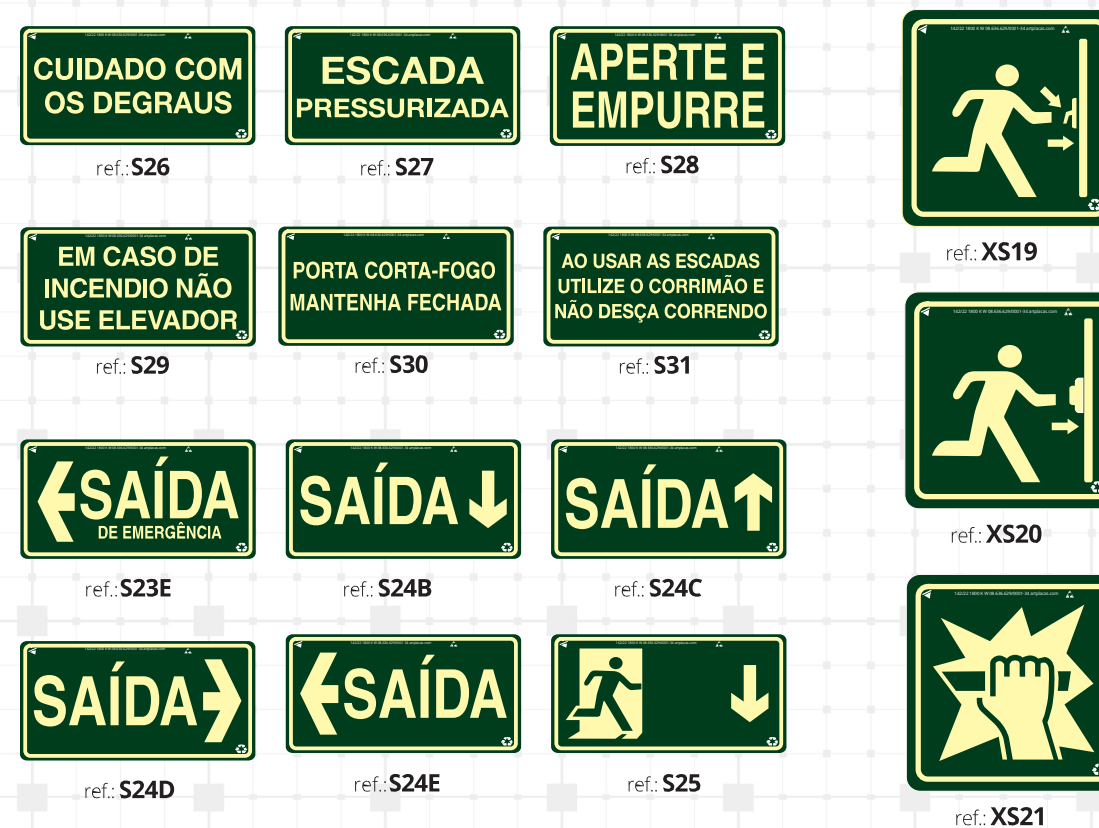 CUIDADO COM
OS DEGRAUS
ref.: S26
ESCADA
PRESSURIZADA
ref.: S27
APERTE E
EMPURRE
ref.: S28
ref.: XS19
EM CASO DE
INCENDIO NÃO
USE ELEVADOR
ref.: S29
PORTA CORTA-FOGO
MANTENHA FECHADA
ref.: S30
AO USAR AS ESCADAS
UTILIZE O CORRIMÃO E
NÃO DESÇA CORRENDO
ref.: S31
ref.: XS20
SAÍDA
DE EMERGÊNCIA
ref.: S23E
SAÍDA
ref.: S24B
SAÍDA
ref.: S24C
SAÍDA
ref.: S24D
SAÍDA
ref.: S24E
ref.: S25
ref.: XS21